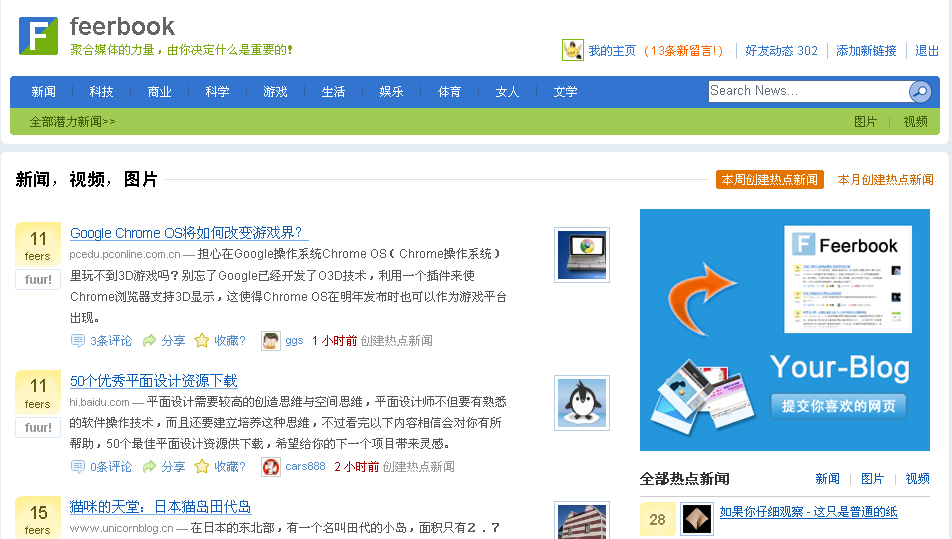 feerbook
聚合媒体的力量，由你决定什么是重要的!
我的主页 （13条新留言!） 好友动态 302 添加新链接 退出
新闻 科技 商业 科学 游戏 生活 娱乐 体育 女人 文学 Search News...
全部潜力新闻>> 图片 视频
新闻，视频，图片 本周创建热点新闻 本月创建热点新闻
11
feers
fuur!
Google Chrome OS将如何改变游戏界?
pcedu.pconline.com.cn — 担心在Google操作系统Chrome OS（Chrome操作系统）
里玩不到3D游戏吗? 别忘了Google已经开发了O3D技术，利用一个插件来使
Chrome浏览器支持3D显示，这使得Chrome OS在明年发布时也可以作为游戏平台
出现。
3条评论 分享 收藏? ggs 1 小时前 创建热点新闻
11
feers
fuur!
50个优秀平面设计资源下载
hi.baidu.com — 平面设计需要较高的创造思维与空间思维，平面设计师不但要有熟悉
的软件操作技术，而且还要建立培养这种思维，不过看完以下内容相信会对你有所
帮助，50个最佳平面设计资源供下载，希望给你的下一个项目带来灵感。
0条评论 分享 收藏? cars888 2 小时前 创建热点新闻
15
feers
猫咪的天堂：日本猫岛田代岛
www.unicornblog.cn — 在日本的东北部，有一个名叫田代的小岛，面积只有２．７
Feerbook
Your-Blog
提交你喜欢的网页
全部热点新闻 新闻 图片 视频
28
如果你仔细观察 - 这只是普通的纸